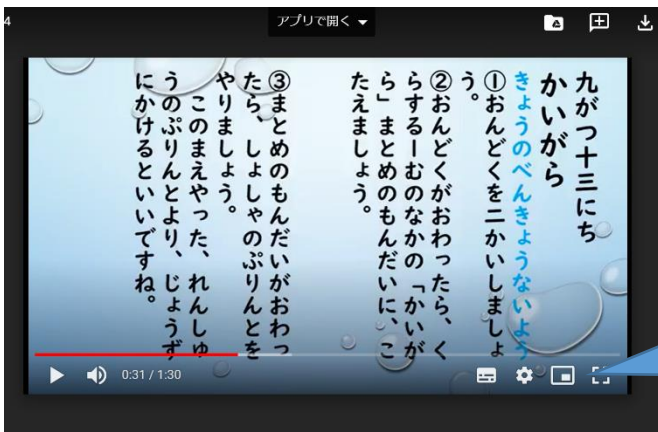 4
アプリで開く
九がつ十三にち
かいがら
きょうのべんきょうないよう
①おんどくを二かいしましょ
う。
②おんどくがおわったら、く
らするーむのなかの「かいが
ら」まとめのもんだいに、こ
たえましょう。
③まとめのもんだいがおわっ
たら、しょしゃのぷりんとを
やりましょう。
このまえやった、れんしゅ
うのぷりんとより、じょうず
にかけるといいですね。
0:31 / 1:30